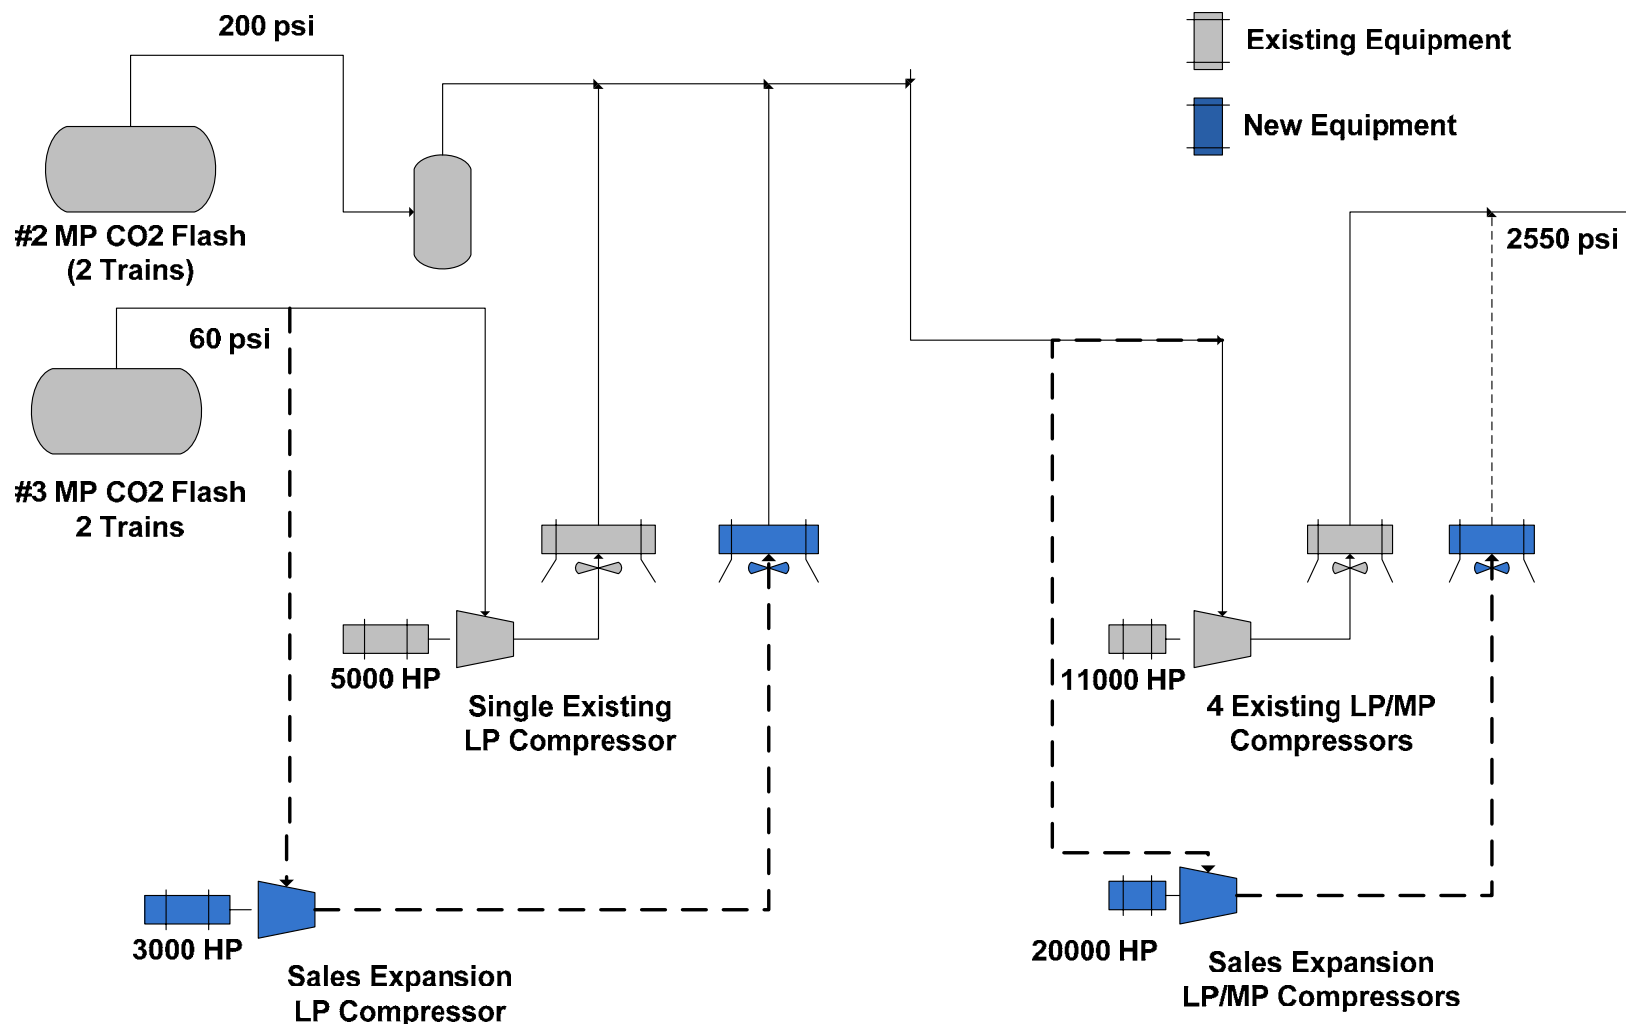 200 psi
Existing Equipment
New Equipment
#2 MP CO2 Flash
(2 Trains)
2550 psi
60 psi
#3 MP CO2 Flash
2 Trains
5000 HP
11000 HP
Single Existing
LP Compressor
4 Existing LP/MP
Compressors
3000 HP
20000 HP
Sales Expansion
LP Compressor
Sales Expansion
LP/MP Compressors